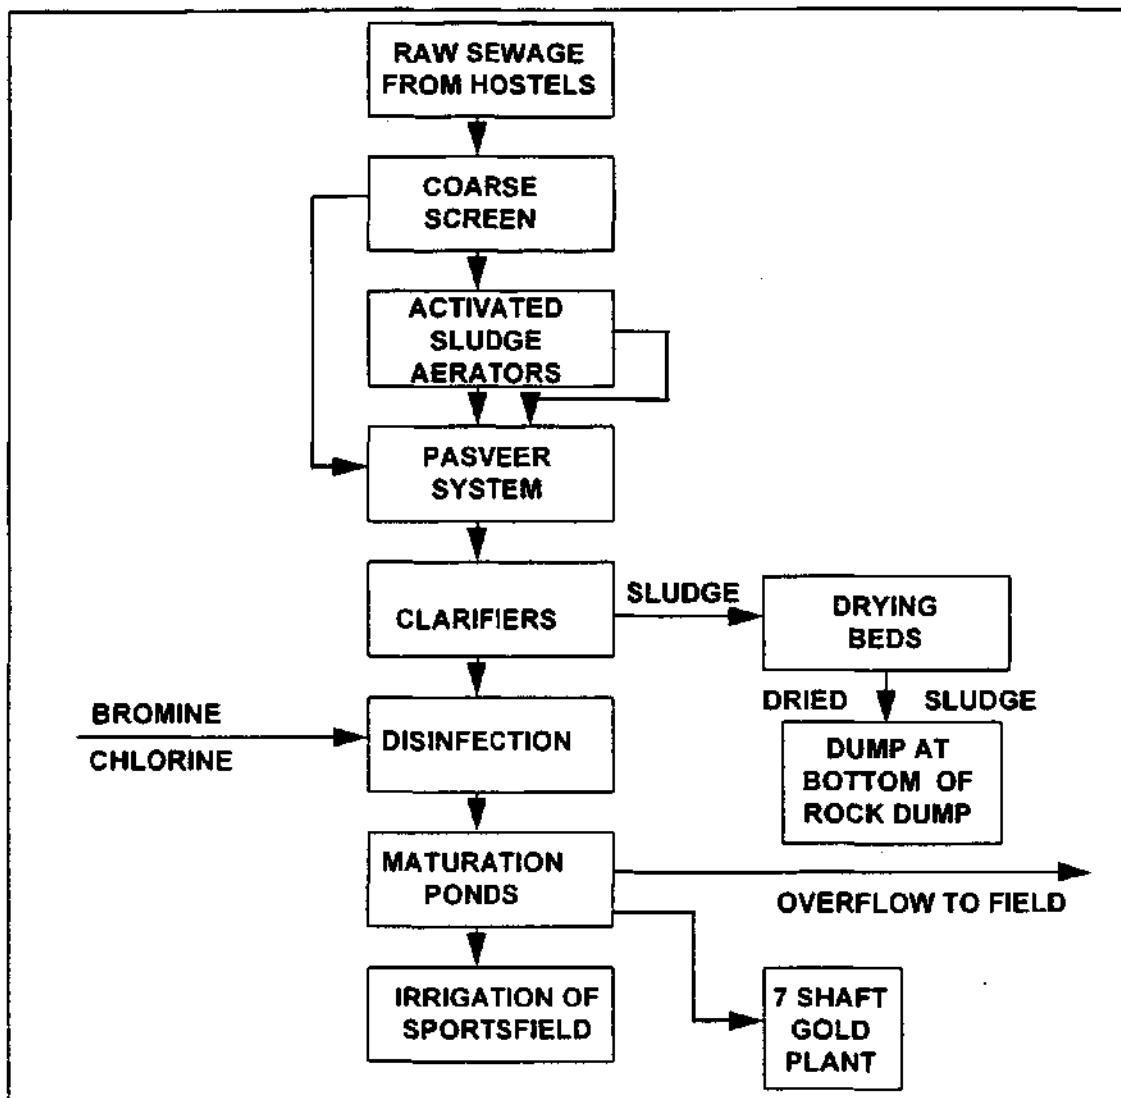 RAW SEWAGE
FROM HOSTELS
COARSE
SCREEN
ACTIVATED
SLUDGE
AERATORS
PASVEER
SYSTEM
CLARIFIERS
SLUDGE
DRYING
BEDS
DRIED SLUDGE
DUMP AT
BOTTOM OF
ROCK DUMP
BROMINE
CHLORINE
DISINFECTION
MATURATION
PONDS
OVERFLOW TO FIELD
IRRIGATION OF
SPORTSFIELD
7 SHAFT
GOLD
PLANT